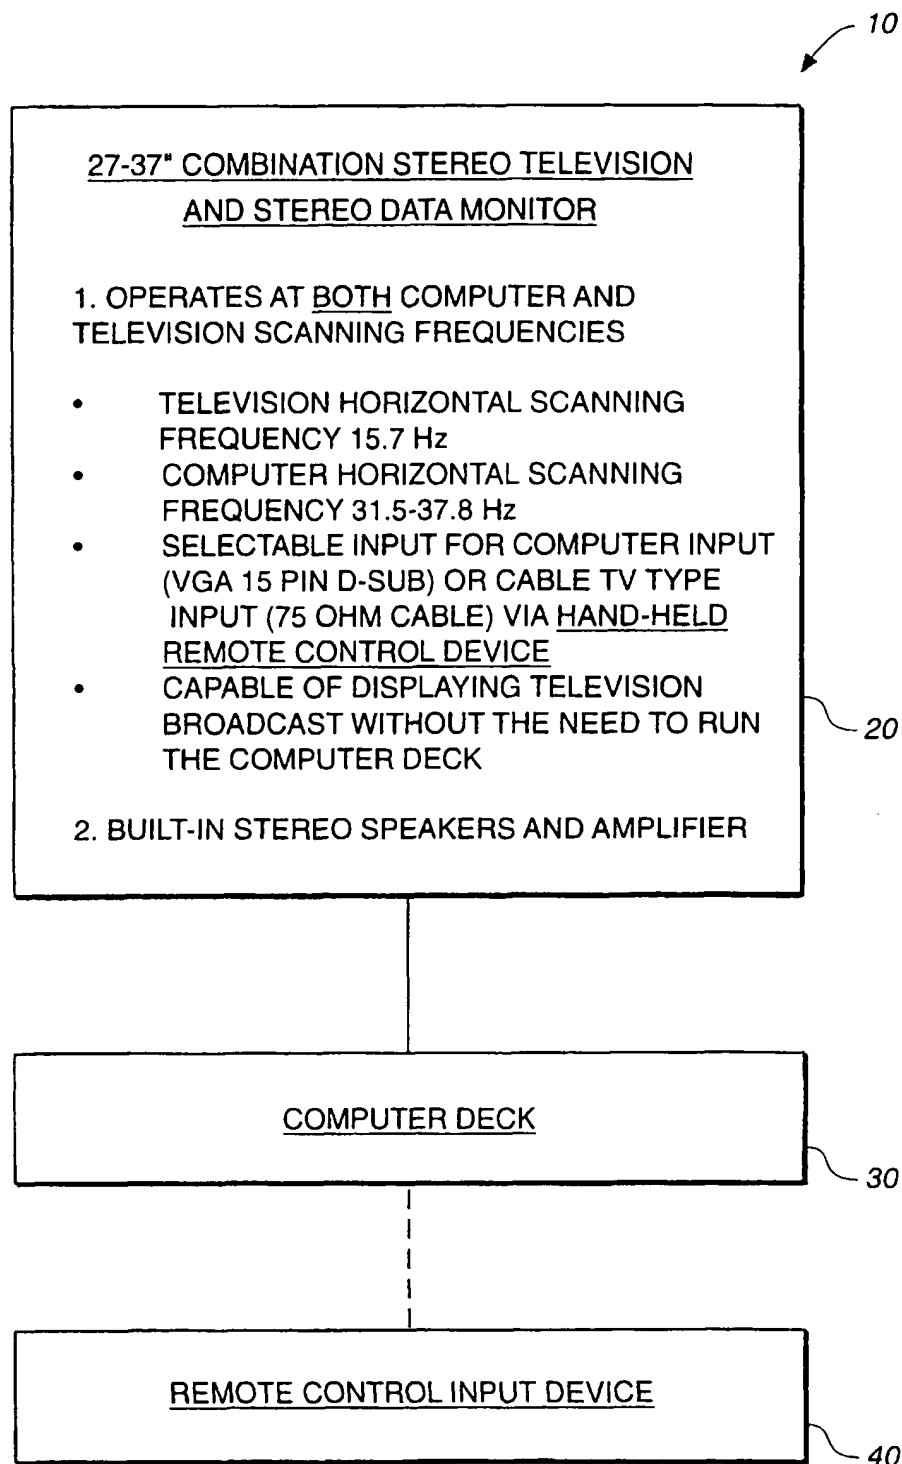 10
27-37" COMBINATION STEREO TELEVISION
AND STEREO DATA MONITOR
1. OPERATES AT BOTH COMPUTER AND
TELEVISION SCANNING FREQUENCIES
• TELEVISION HORIZONTAL SCANNING
FREQUENCY 15.7 Hz
• COMPUTER HORIZONTAL SCANNING
FREQUENCY 31.5-37.8 Hz
• SELECTABLE INPUT FOR COMPUTER INPUT
(VGA 15 PIN D-SUB) OR CABLE TV TYPE
INPUT (75 OHM CABLE) VIA HAND-HELD
REMOTE CONTROL DEVICE
• CAPABLE OF DISPLAYING TELEVISION
BROADCAST WITHOUT THE NEED TO RUN
THE COMPUTER DECK
20
2. BUILT-IN STEREO SPEAKERS AND AMPLIFIER
COMPUTER DECK
30
REMOTE CONTROL INPUT DEVICE
40